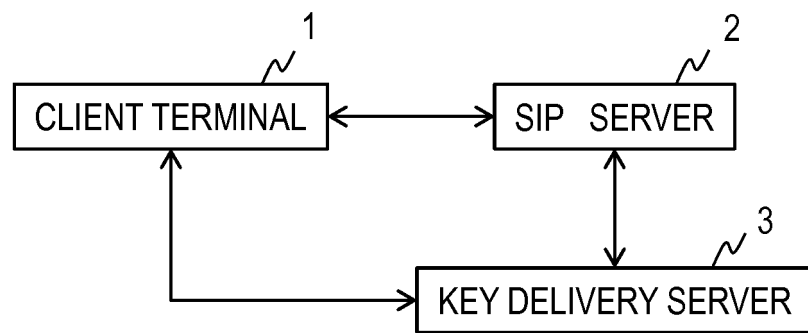 1
CLIENT TERMINAL
2
SIP SERVER
3
KEY DELIVERY SERVER